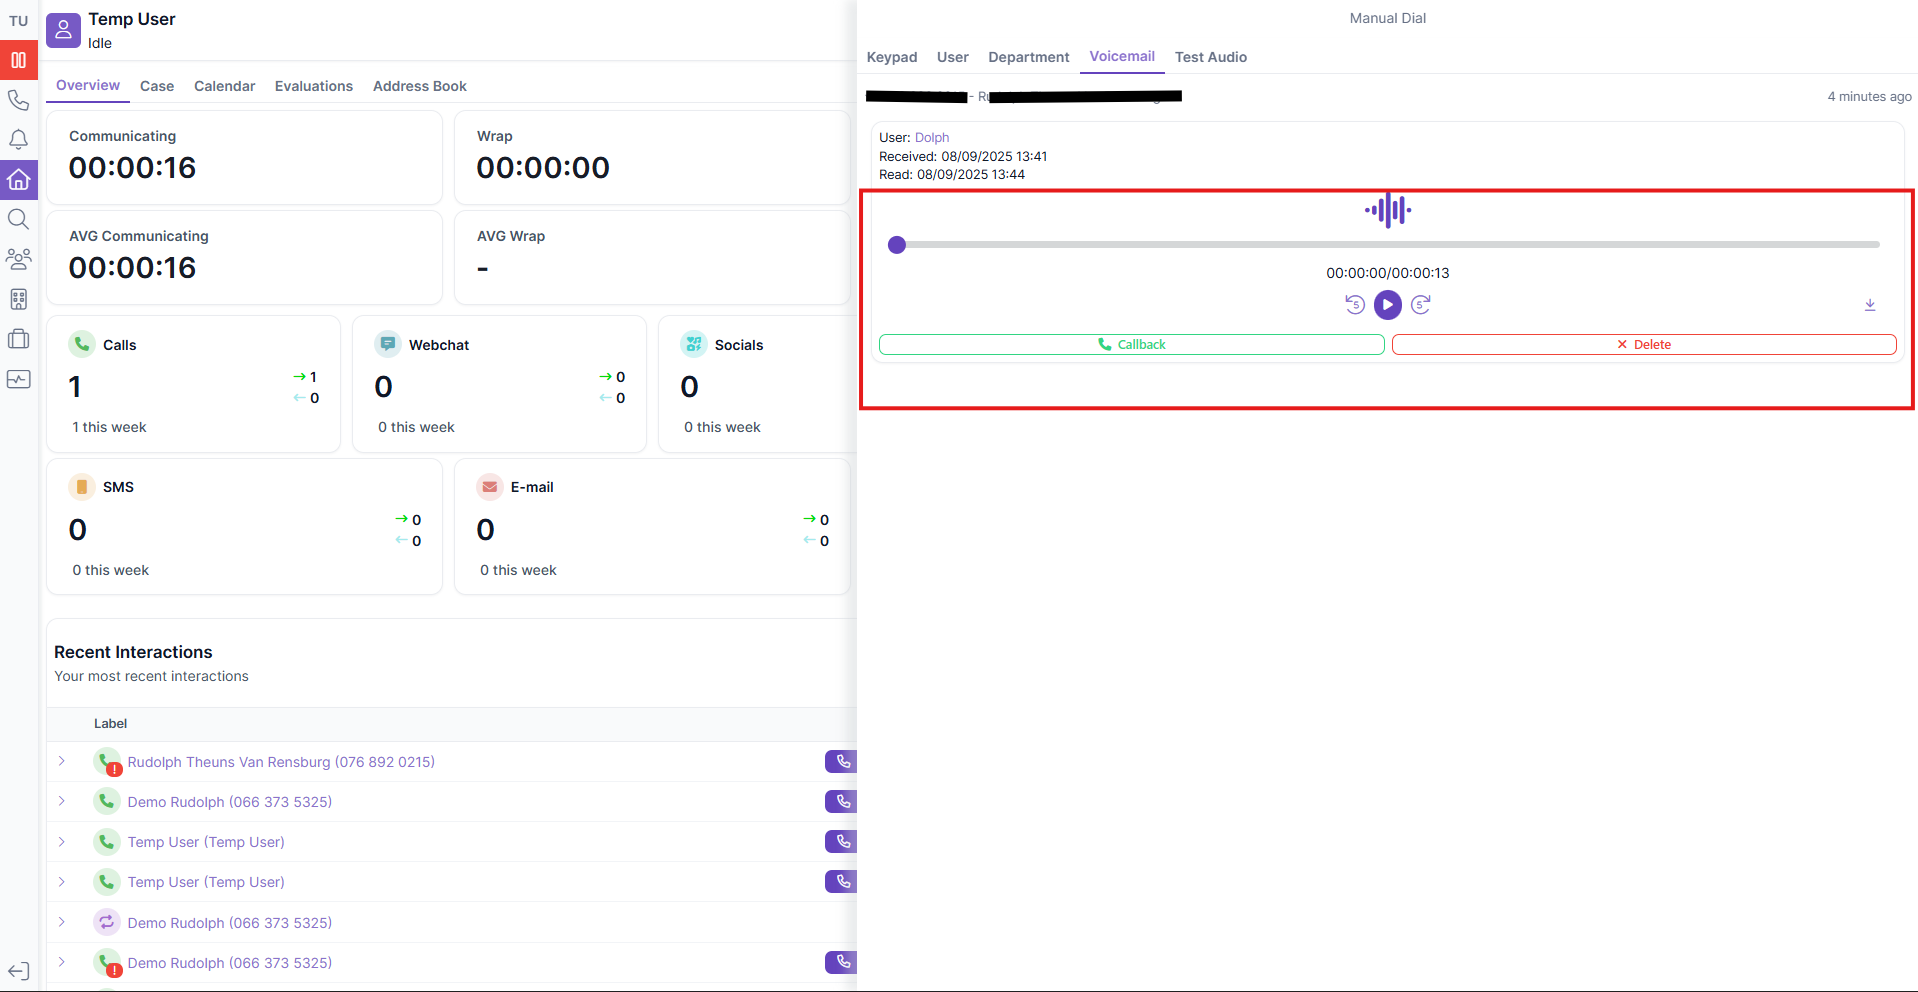 TU
Temp User
Idle
Overview Case Calendar Evaluations Address Book
Communicating
00:00:16
Wrap
00:00:00
AVG Communicating
00:00:16
AVG Wrap
-
Calls
1
→ 1
← 0
1 this week
Webchat
0
→ 0
← 0
0 this week
Socials
0
0 this week
SMS
0
→ 0
← 0
0 this week
E-mail
0
→ 0
← 0
0 this week
Recent Interactions
Your most recent interactions
Label
Rudolph Theuns Van Rensburg (076 892 0215)
Demo Rudolph (066 373 5325)
Temp User (Temp User)
Temp User (Temp User)
Demo Rudolph (066 373 5325)
Demo Rudolph (066 373 5325)
Manual Dial
Keypad User Department Voicemail Test Audio
4 minutes ago
User: Dolph
Received: 08/09/2025 13:41
Read: 08/09/2025 13:44
00:00:00/00:00:13
5 5
Callback
Delete